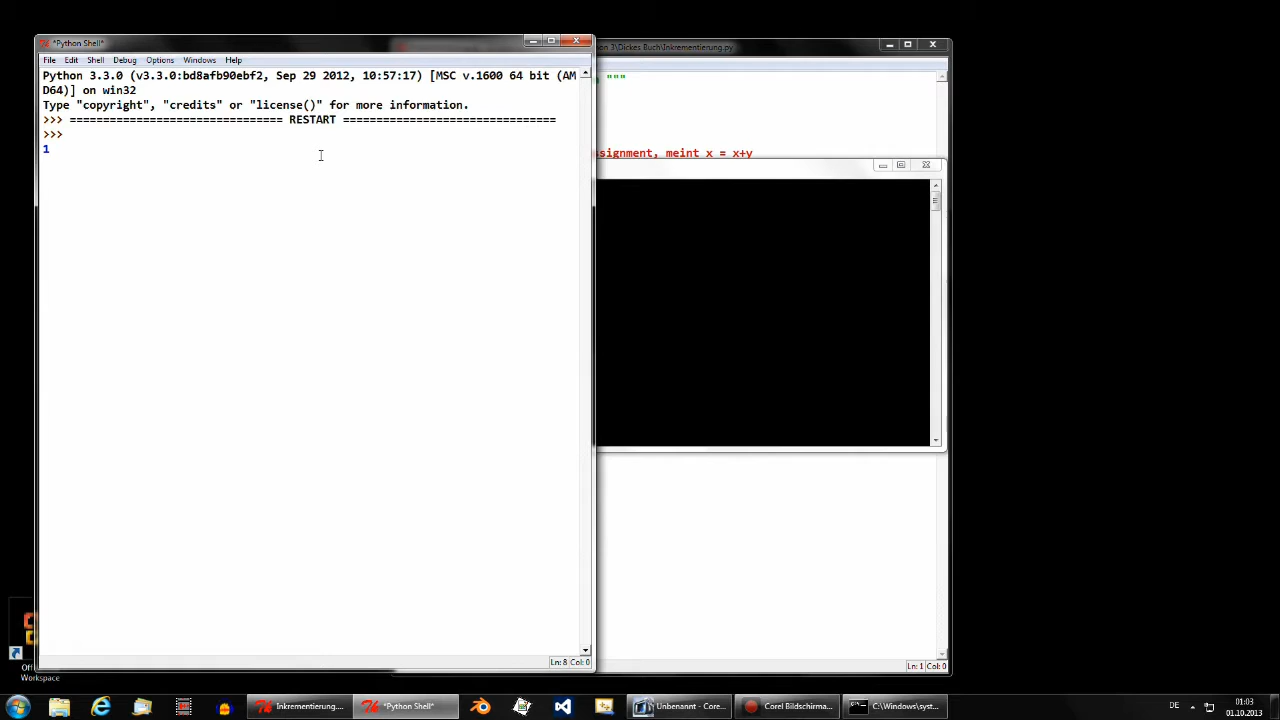 *Python Shell*
on 3\Dickes Buch\Inkrementierung.py
File Edit Shell Debug Options Windows Help
Python 3.3.0 (v3.3.0:bd8afb90ebf2, Sep 29 2012, 10:57:17) [MSC v.1600 64 bit (AM
D64)] on win32
"""
Type "copyright", "credits" or "license()" for more information.
>>> ================================ RESTART ================================
>>>
1
ssignment, meint x = x+y
Ln: 8 Col: 0
Ln: 1 Col: 0
Off
Workspace
Inkrementierung....
*Python Shell*
Unbenannt - Core...
Corel Bildschirma...
C:\Windows\syst...
DE
01:03
01.10.2013